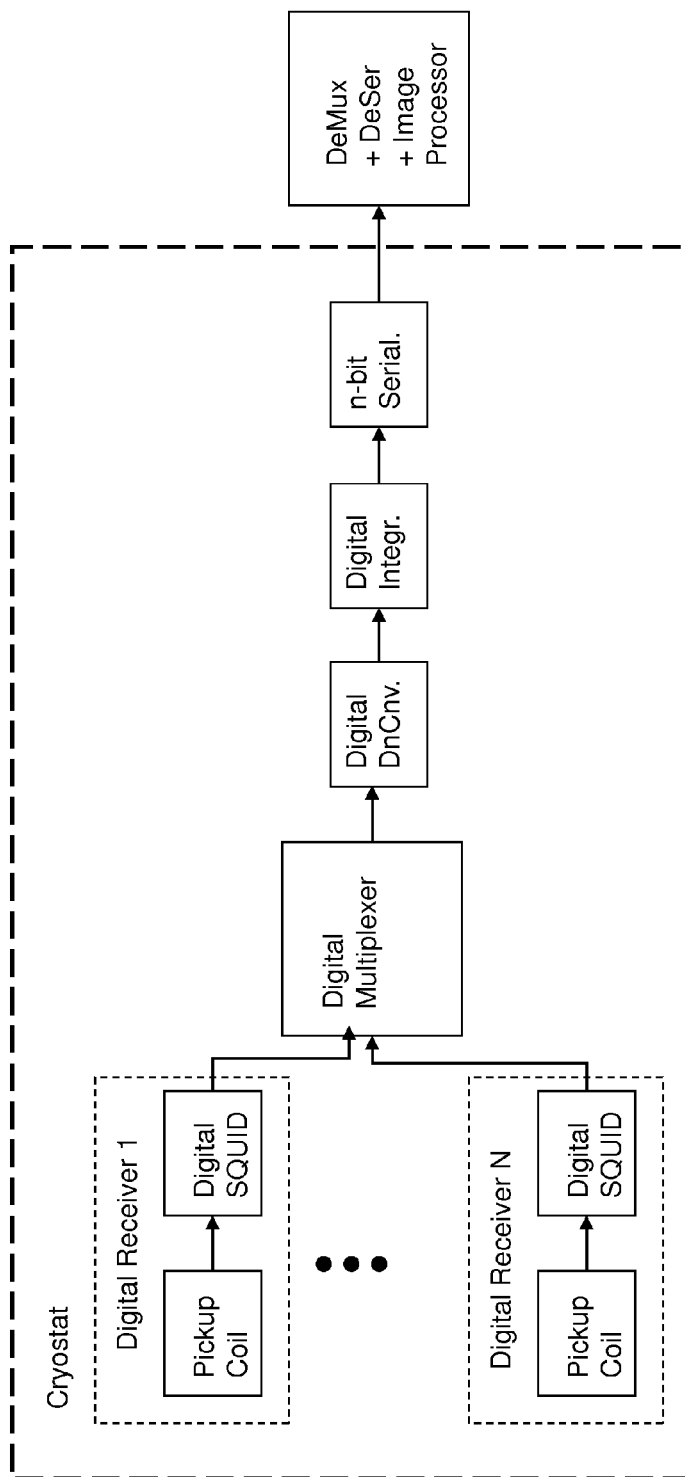 Cryostat
Digital Receiver 1
Pickup
Coil
Digital
SQUID
Digital Receiver N
Pickup
Coil
Digital
SQUID
Digital
Multiplexer
Digital
DnCnv.
Digital
Integr.
n-bit
Serial.
DeMux
+ DeSer
+ Image
Processor